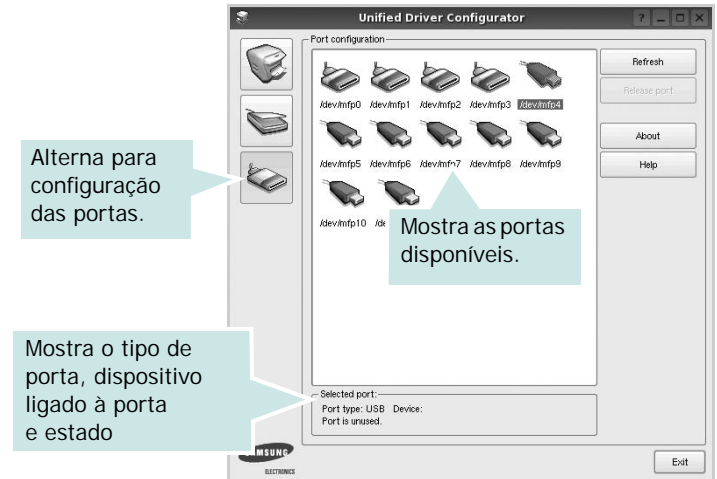 Unified Driver Configurator
Port configuration
/dev/mfp0 /dev/mfp1 /dev/mfp2 /dev/mfp3 /dev/mfp4
/dev/mfp5 /dev/mfp6 /dev/mfp7 /dev/mfp8 /dev/mfp9
/dev/mfp10
Refresh
Release port
About
Help
Alterna para
configuração
das portas.
Mostra as portas
disponíveis.
Mostra o tipo de
porta, dispositivo
ligado à porta
e estado
Selected port:
Port type: USB Device:
Port is unused.
ELECTRONICS
Exit